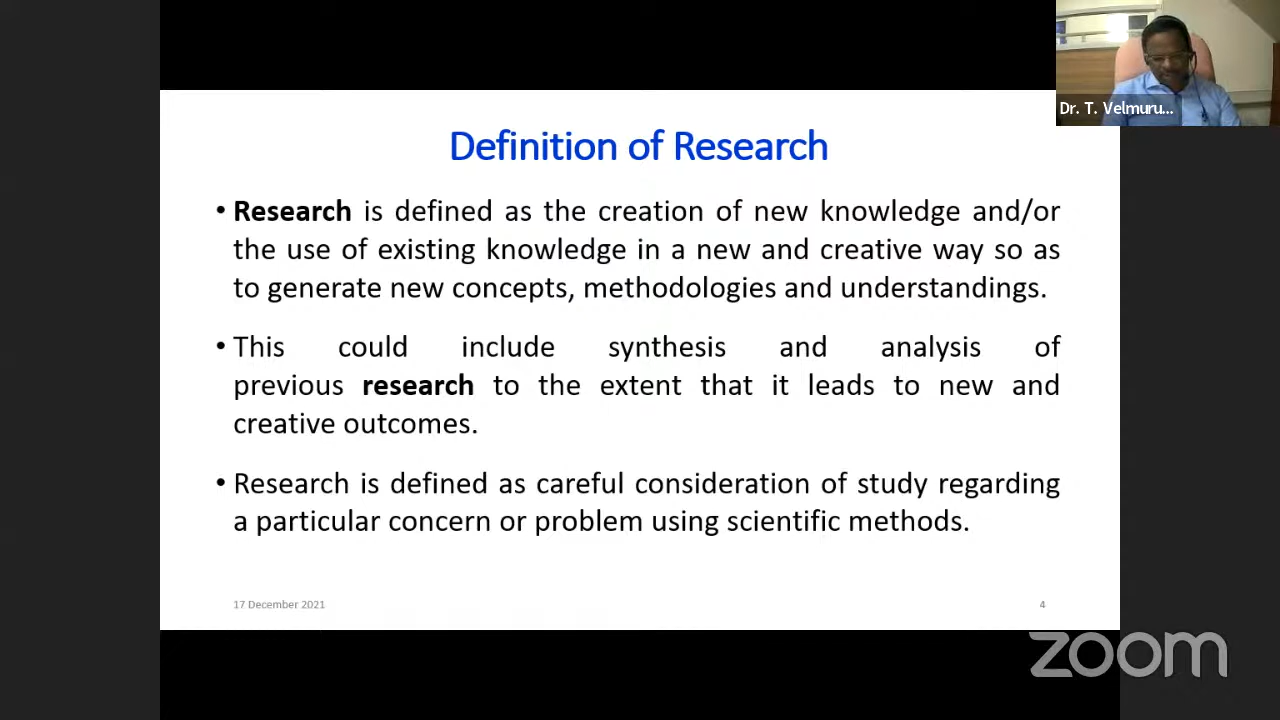 Dr. T. Velmuru...
Definition of Research
• Research is defined as the creation of new knowledge and/or
the use of existing knowledge in a new and creative way so as
to generate new concepts, methodologies and understandings.
• This could include synthesis and analysis of
previous research to the extent that it leads to new and
creative outcomes.
• Research is defined as careful consideration of study regarding
a particular concern or problem using scientific methods.
17 December 2021
4
zoom